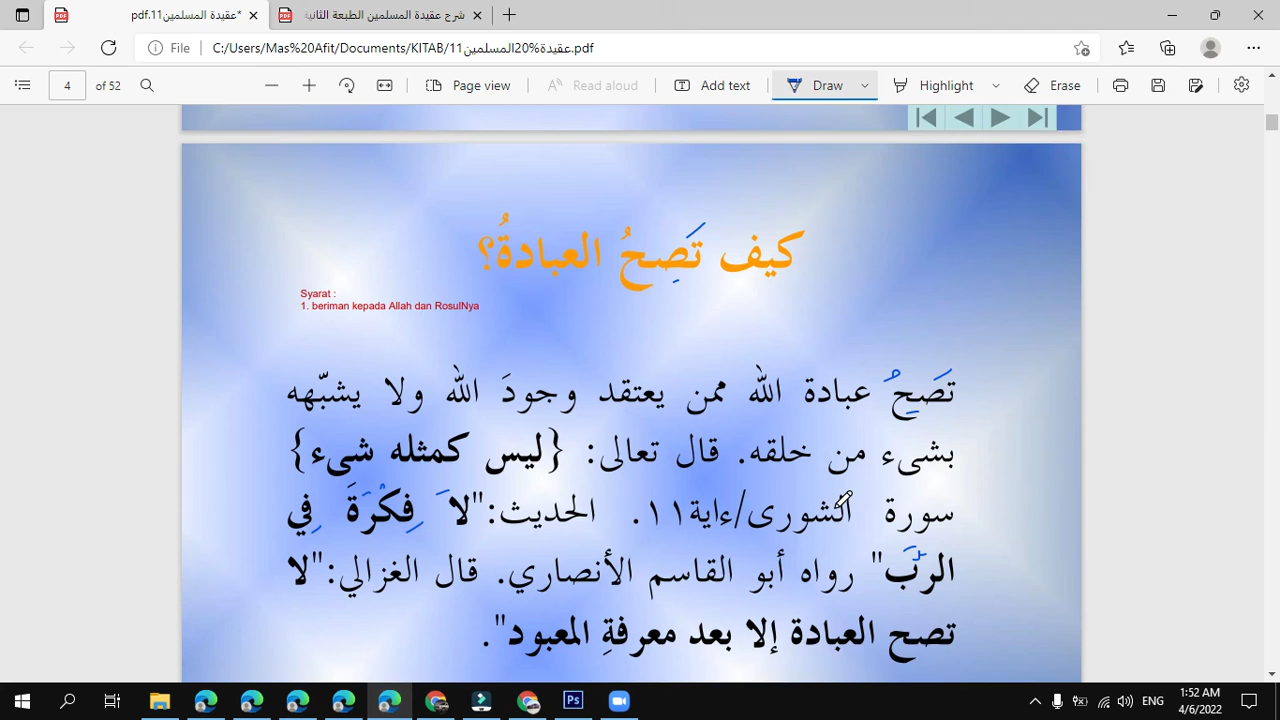 *عقيدة المسلمين11.pdf
شرح عقيدة المسلمين الطبعة الثانية
File
C:/Users/Mas%20Afit/Documents/KITAB/11عقيدة%20المسلمين.pdf
4 of 52
Page view
Read aloud
Add text
Draw
Highlight
Erase
كيف تَصِحُ العبادةُ؟
Syarat :
1. beriman kepada Allah dan RosulNya
تَصَحِحُ عبادة الله ممن يعتقد وجودَ الله ولا يشبّهه
بشىء من خلقه. قال تعالى: {ليس كمثله شىء}
سورة الشورى/ءاية١١. الحديث:"لاَ فِكْرَةَ فِي
الربَّ" رواه أبو القاسم الأنصاري. قال الغزالي:"لا
تصح العبادة إلا بعد معرفةِ المعبود".
Ps
ENG
1:52 AM
4/6/2022